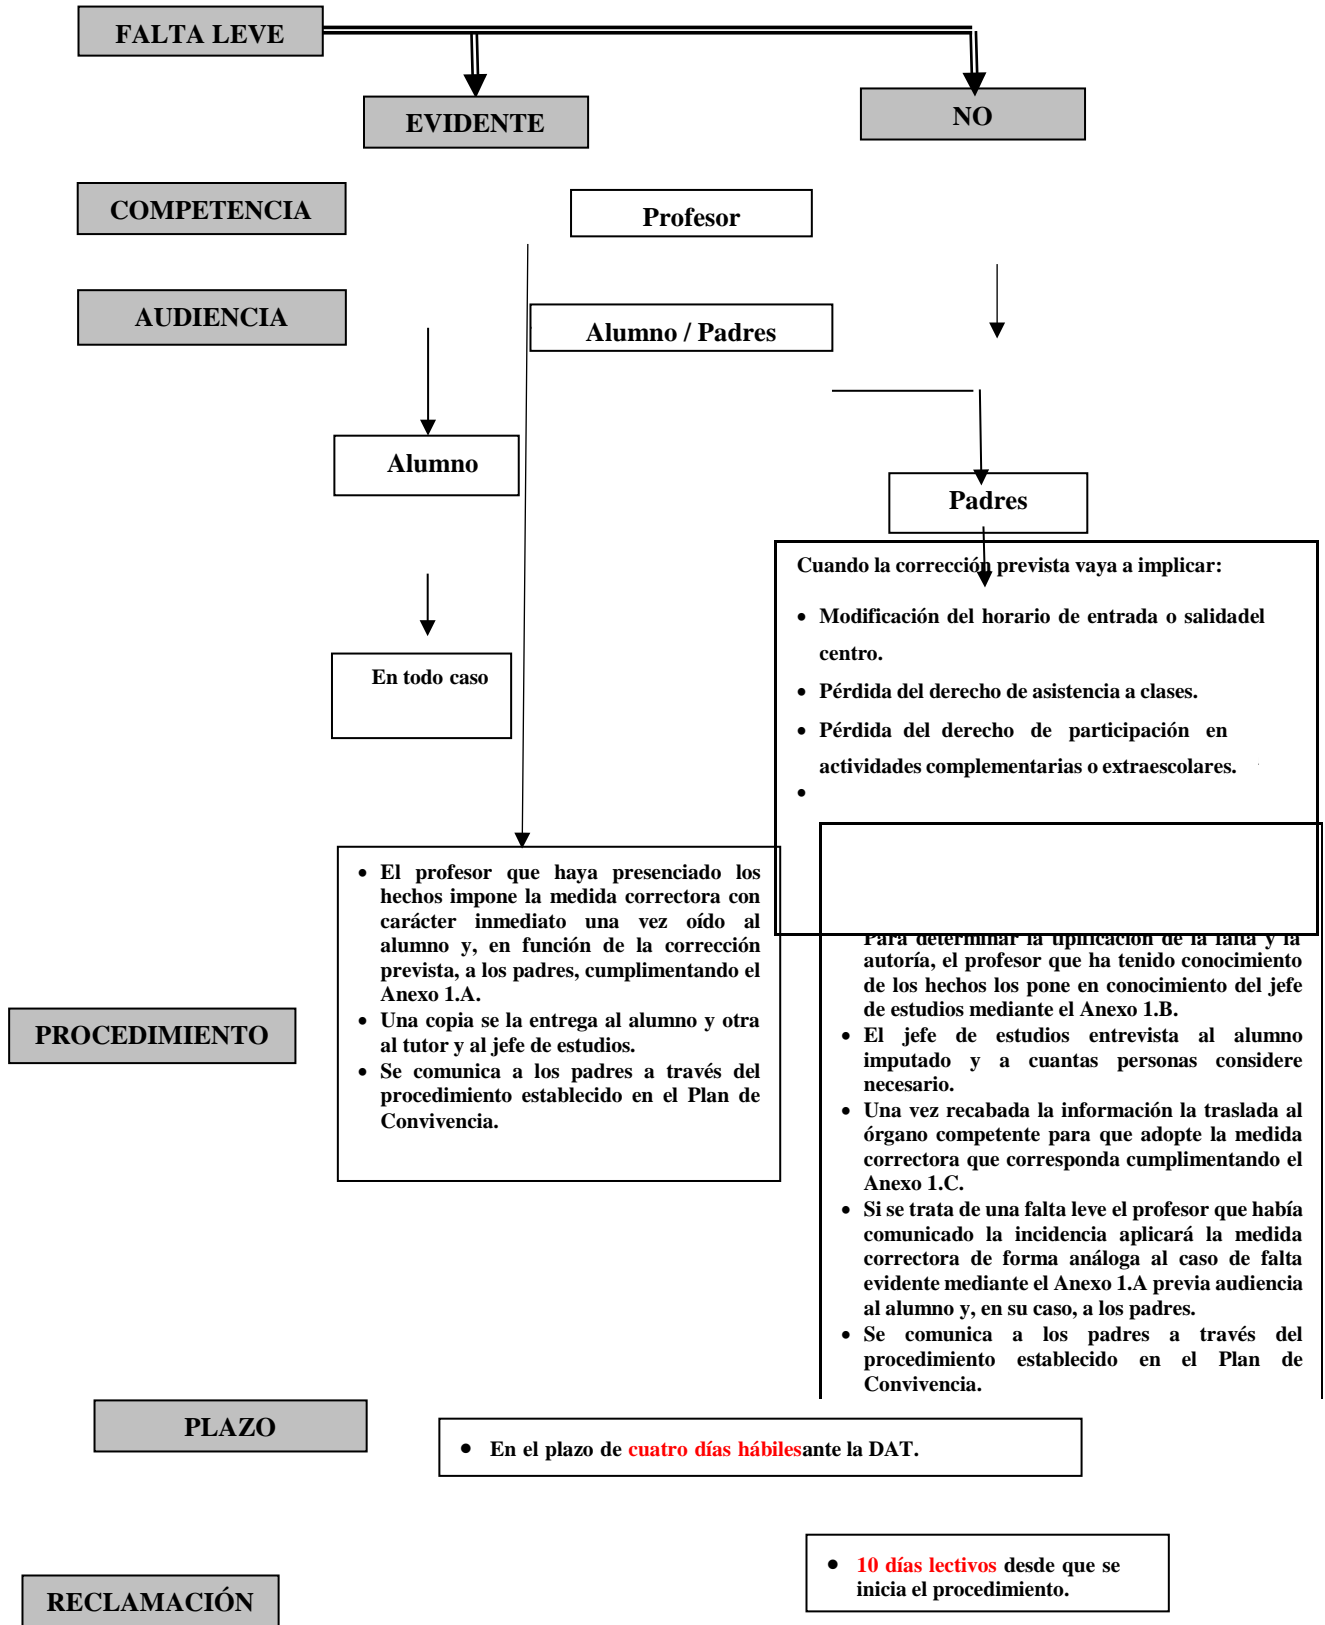 FALTA LEVE
EVIDENTE
NO
COMPETENCIA
Profesor
AUDIENCIA
Alumno / Padres
Alumno
Padres
En todo caso
Cuando la corrección prevista vaya a implicar:
• Modificación del horario de entrada o salidadel
centro.
• Pérdida del derecho de asistencia a clases.
• Pérdida del derecho de participación en
actividades complementarias o extraescolares.
•
PROCEDIMIENTO
• El profesor que haya presenciado los
hechos impone la medida correctora con
carácter inmediato una vez oído al
alumno y, en función de la corrección
prevista, a los padres, cumplimentando el
Anexo 1.A.
• Una copia se la entrega al alumno y otra
al tutor y al jefe de estudios.
• Se comunica a los padres a través del
procedimiento establecido en el Plan de
Convivencia.
Para determinar la tipificación de la falta y la
autoría, el profesor que ha tenido conocimiento
de los hechos los pone en conocimiento del jefe
de estudios mediante el Anexo 1.B.
• El jefe de estudios entrevista al alumno
imputado y a cuantas personas considere
necesario.
• Una vez recabada la información la traslada al
órgano competente para que adopte la medida
correctora que corresponda cumplimentando el
Anexo 1.C.
• Si se trata de una falta leve el profesor que había
comunicado la incidencia aplicará la medida
correctora de forma análoga al caso de falta
evidente mediante el Anexo 1.A previa audiencia
al alumno y, en su caso, a los padres.
• Se comunica a los padres a través del
procedimiento establecido en el Plan de
Convivencia.
PLAZO
• En el plazo de cuatro días hábilesante la DAT.
• 10 días lectivos desde que se
inicia el procedimiento.
RECLAMACIÓN